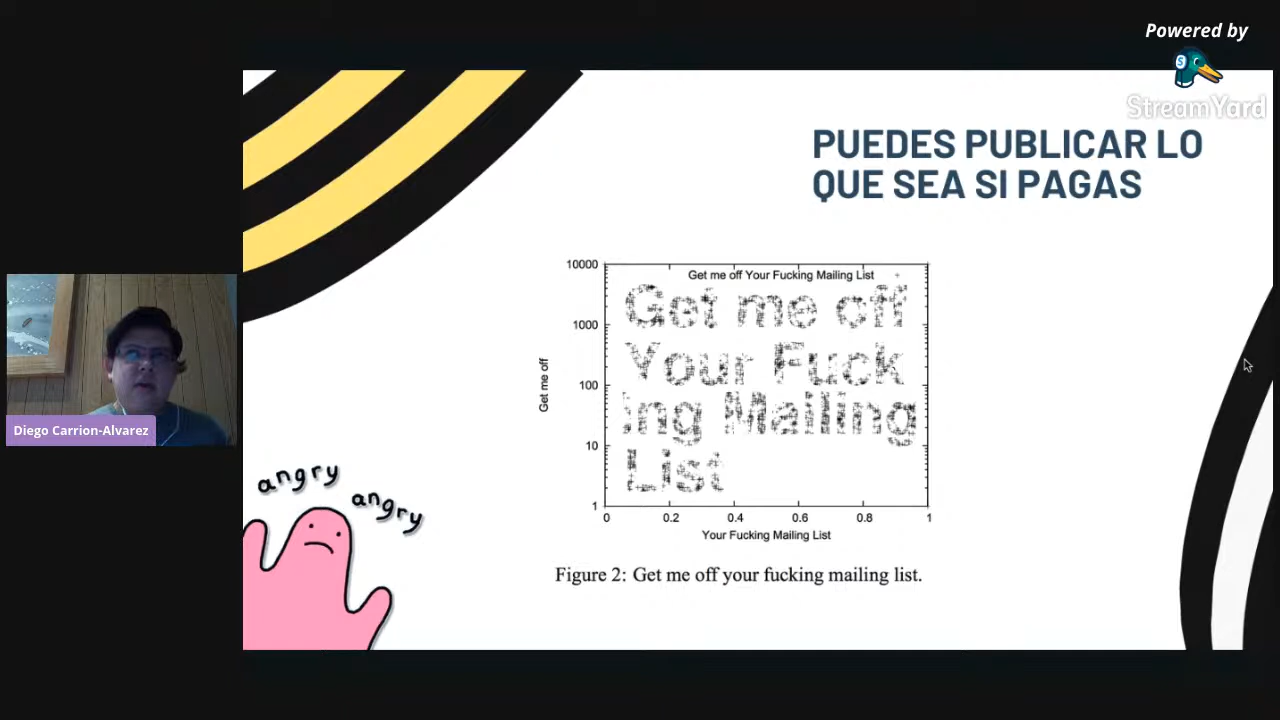 Powered by
StreamYard
PUEDES PUBLICAR LO
QUE SEA SI PAGAS
10000
1000
100
10
1
Get me off
Get me off Your Fucking Mailing List
Get me off
Your Fuck
ing Mailing
List
0 0.2 0.4 0.6 0.8 1
Your Fucking Mailing List
Figure 2: Get me off your fucking mailing list.
Diego Carrion-Alvarez
angry
angry